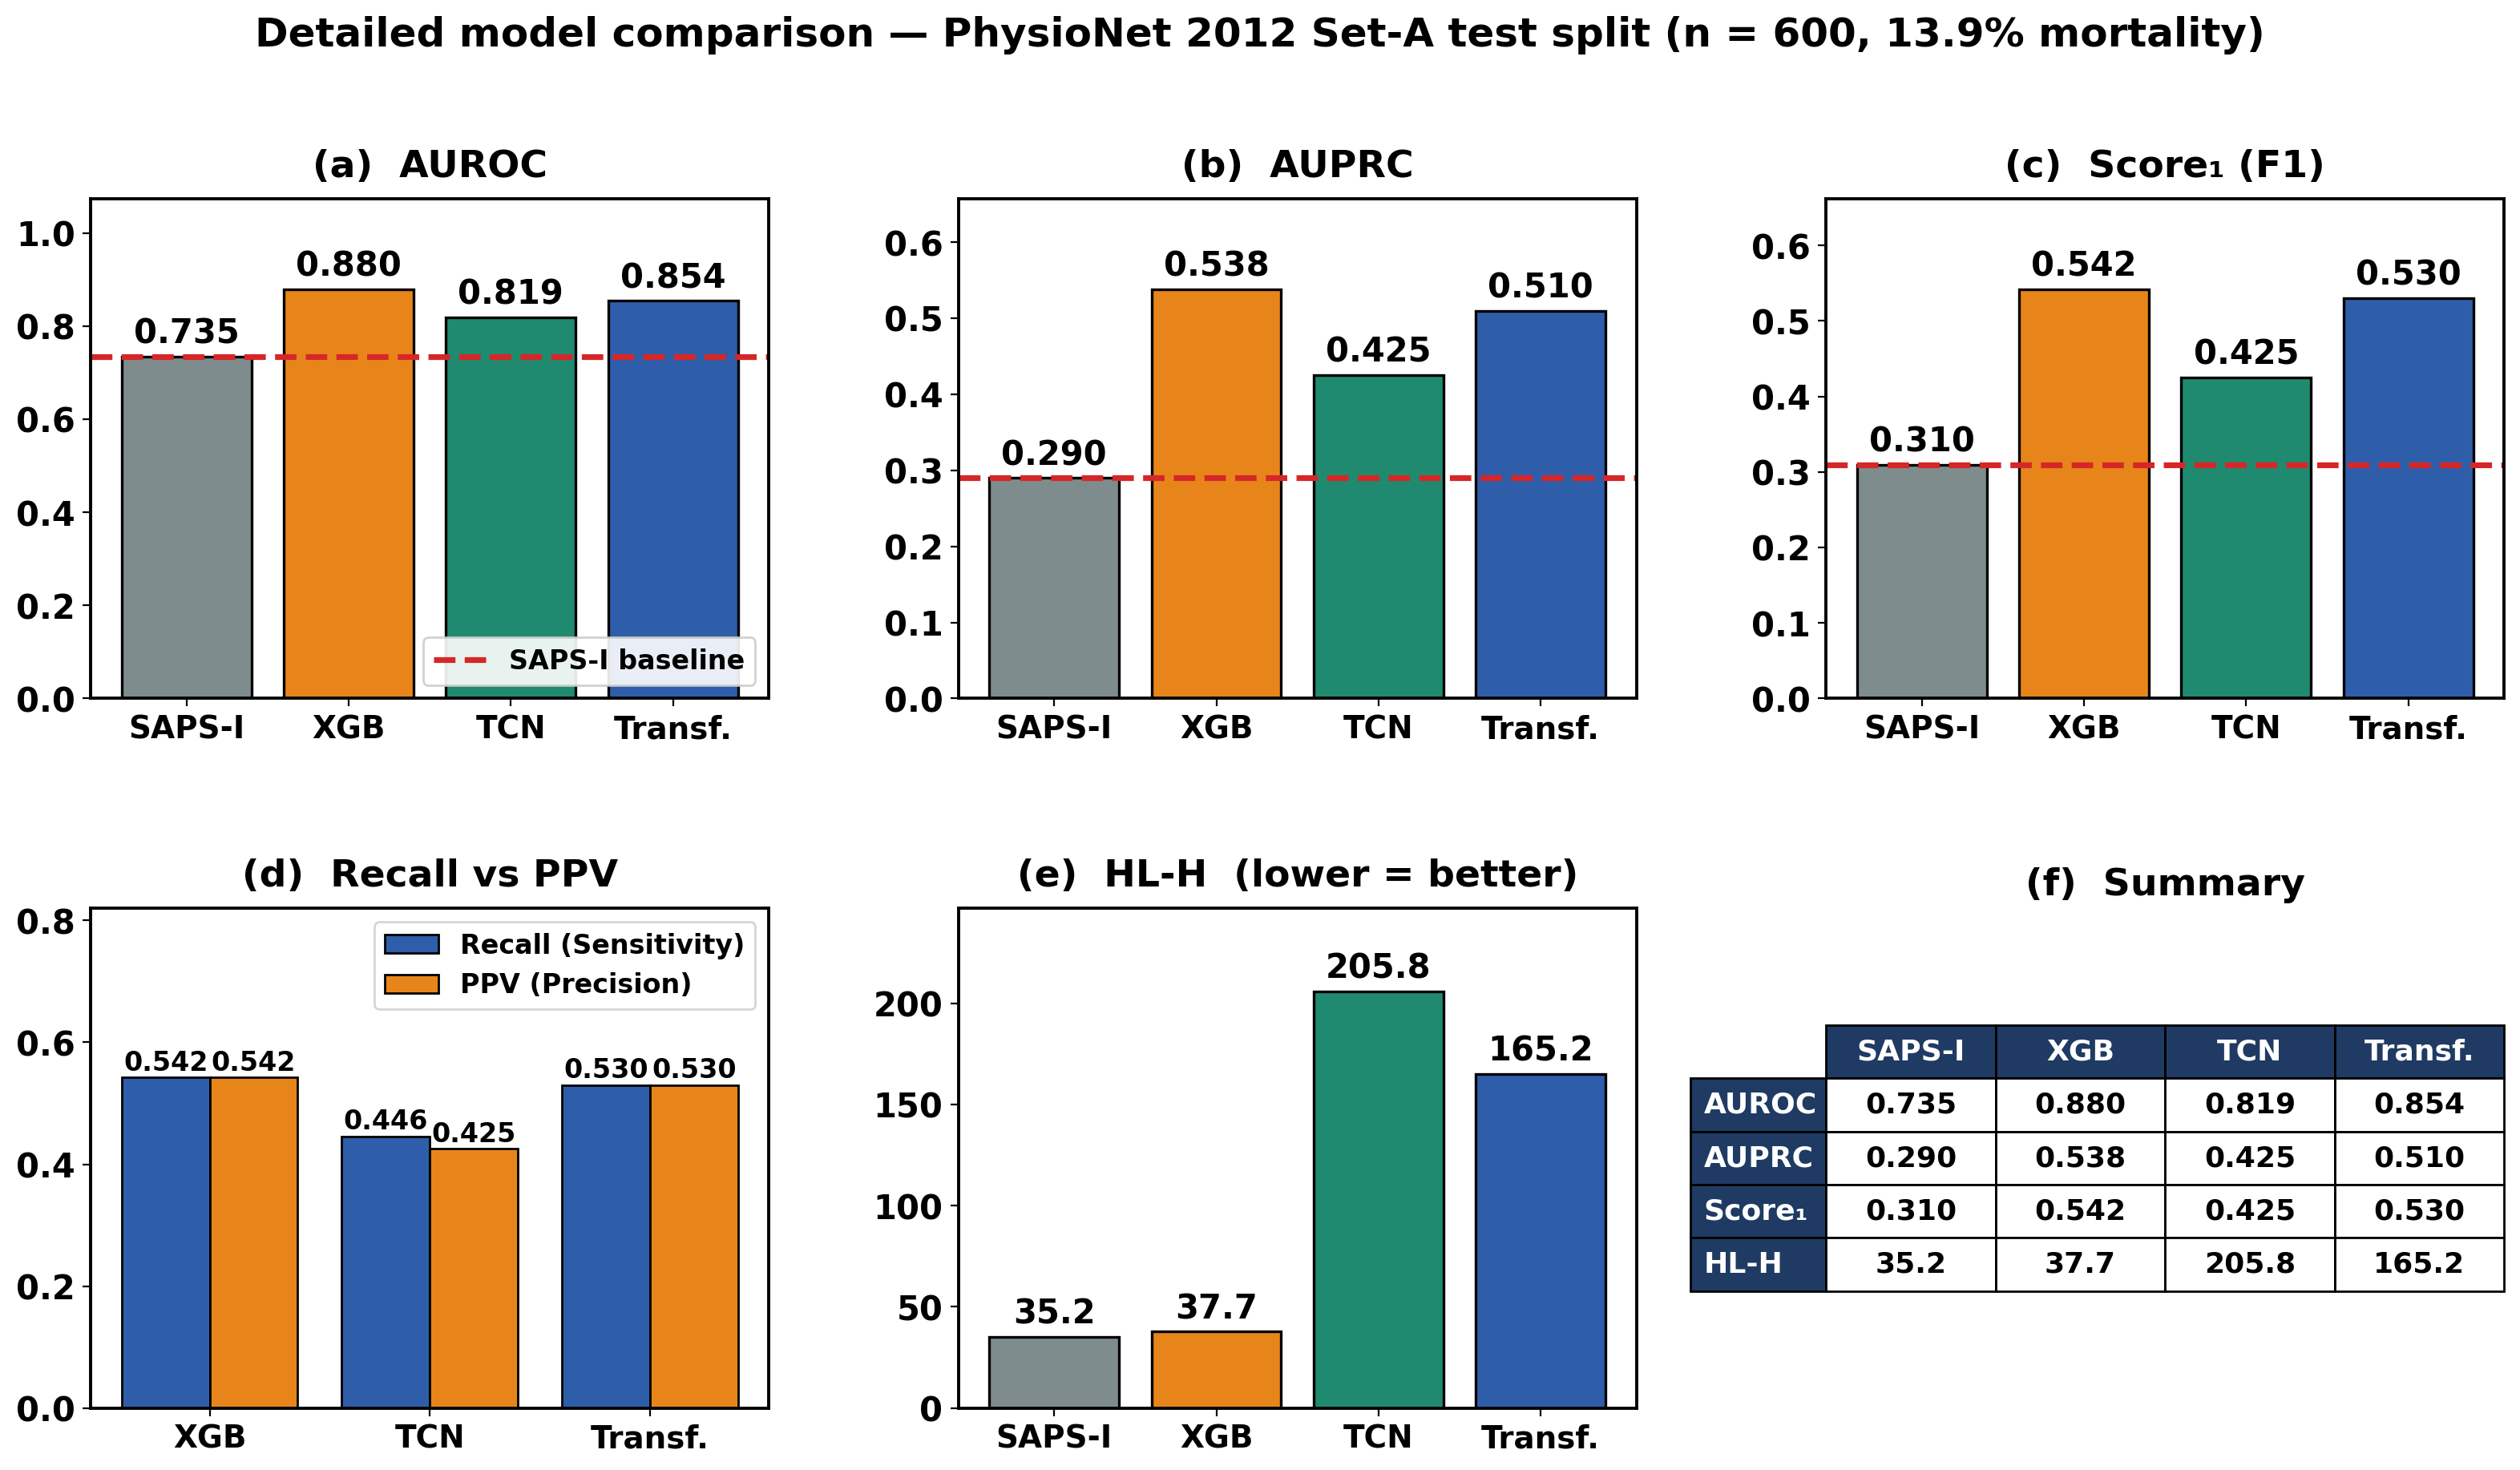 Detailed model comparison — PhysioNet 2012 Set-A test split (n = 600, 13.9% mortality)
(a) AUROC
1.0
0.8
0.6
0.4
0.2
0.0
0.735
0.880
0.819
0.854
SAPS-I baseline
SAPS-I XGB TCN Transf.
(b) AUPRC
0.6
0.5
0.4
0.3
0.2
0.1
0.0
0.290
0.538
0.425
0.510
SAPS-I XGB TCN Transf.
(c) Score₁ (F1)
0.6
0.5
0.4
0.3
0.2
0.1
0.0
0.310
0.542
0.425
0.530
SAPS-I XGB TCN Transf.
(d) Recall vs PPV
0.8
0.6
0.4
0.2
0.0
Recall (Sensitivity)
PPV (Precision)
0.542 0.542
0.446 0.425
0.530 0.530
XGB TCN Transf.
(e) HL-H (lower = better)
200
150
100
50
0
35.2
37.7
205.8
165.2
SAPS-I XGB TCN Transf.
(f) Summary
SAPS-I XGB TCN Transf.
AUROC 0.735 0.880 0.819 0.854
AUPRC 0.290 0.538 0.425 0.510
Score₁ 0.310 0.542 0.425 0.530
HL-H 35.2 37.7 205.8 165.2